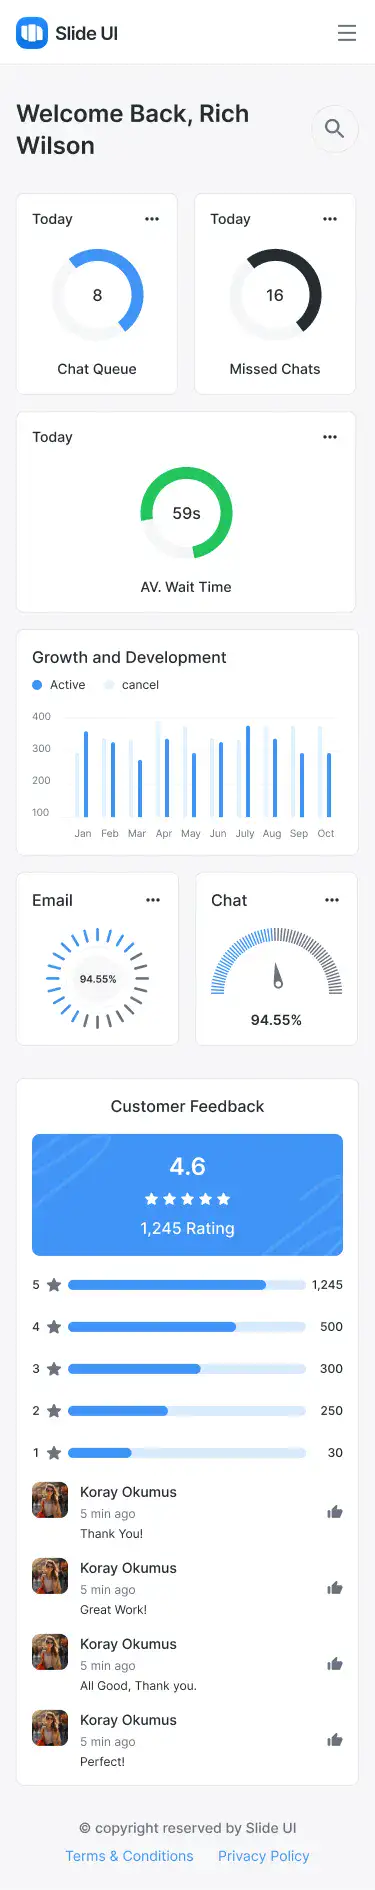 Slide UI
Welcome Back, Rich
Wilson
Today
8
Chat Queue
Today
16
Missed Chats
Today
59s
AV. Wait Time
Growth and Development
Active cancel
400
300
200
100
Jan Feb Mar Apr May Jun July Aug Sep Oct
Email
94.55%
Chat
94.55%
Customer Feedback
4.6
1,245 Rating
5 1,245
4 500
3 300
2 250
1 30
Koray Okumus
5 min ago
Thank You!
Koray Okumus
5 min ago
Great Work!
Koray Okumus
5 min ago
All Good, Thank you.
Koray Okumus
5 min ago
Perfect!
© copyright reserved by Slide UI
Terms & Conditions Privacy Policy